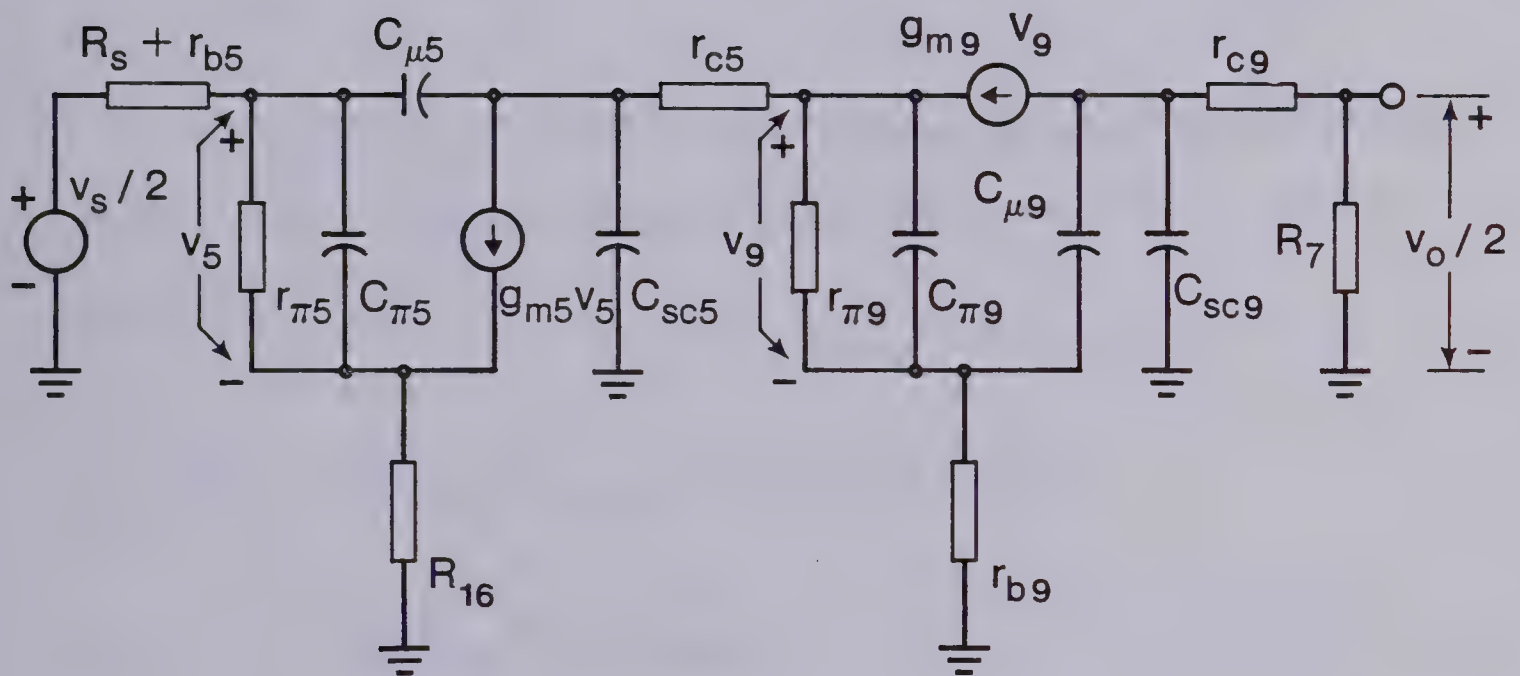 R_s + r_b5
C_μ5
r_c5
g_m9 v_9
r_c9
+
v_s / 2
-
+
v_5
-
r_π5
C_π5
g_m5 v_5
C_sc5
+
v_9
-
r_π9
C_π9
C_μ9
C_sc9
R_7
+
v_o / 2
-
R_16
r_b9